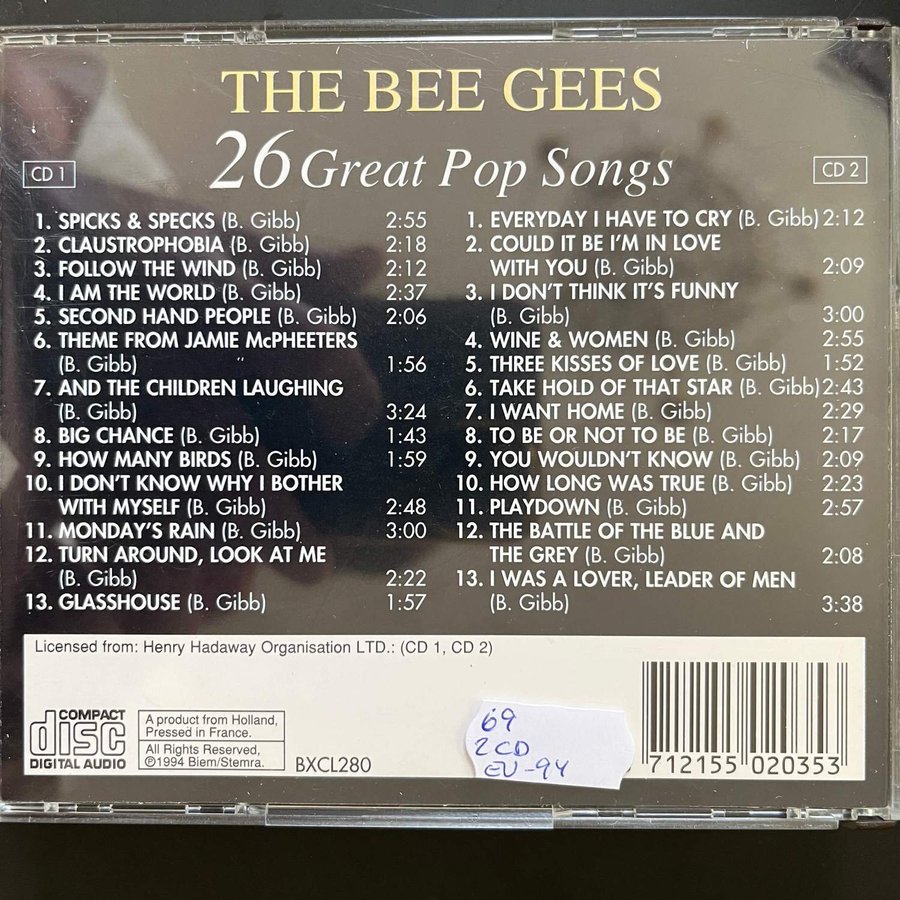 THE BEE GEES
26 Great Pop Songs
CD 1
1. SPICKS & SPECKS (B. Gibb) 2:55
2. CLAUSTROPHOBIA (B. Gibb) 2:18
3. FOLLOW THE WIND (B. Gibb) 2:12
4. I AM THE WORLD (B. Gibb) 2:37
5. SECOND HAND PEOPLE (B. Gibb) 2:06
6. THEME FROM JAMIE McPHEETERS
(B. Gibb) 1:56
7. AND THE CHILDREN LAUGHING
(B. Gibb) 3:24
8. BIG CHANCE (B. Gibb) 1:43
9. HOW MANY BIRDS (B. Gibb) 1:59
10. I DON'T KNOW WHY I BOTHER
WITH MYSELF (B. Gibb) 2:48
11. MONDAY'S RAIN (B. Gibb) 3:00
12. TURN AROUND, LOOK AT ME
(B. Gibb) 2:22
13. GLASSHOUSE (B. Gibb) 1:57
CD 2
1. EVERYDAY I HAVE TO CRY (B. Gibb) 2:12
2. COULD IT BE I'M IN LOVE
WITH YOU (B. Gibb) 2:09
3. I DON'T THINK IT'S FUNNY
(B. Gibb) 3:00
4. WINE & WOMEN (B. Gibb) 2:55
5. THREE KISSES OF LOVE (B. Gibb) 1:52
6. TAKE HOLD OF THAT STAR (B. Gibb) 2:43
7. I WANT HOME (B. Gibb) 2:29
8. TO BE OR NOT TO BE (B. Gibb) 2:17
9. YOU WOULDN'T KNOW (B. Gibb) 2:09
10. HOW LONG WAS TRUE (B. Gibb) 2:23
11. PLAYDOWN (B. Gibb) 2:57
12. THE BATTLE OF THE BLUE AND
THE GREY (B. Gibb) 2:08
13. I WAS A LOVER, LEADER OF MEN
(B. Gibb) 3:38
Licensed from: Henry Hadaway Organisation LTD.: (CD 1, CD 2)
COMPACT
disc
DIGITAL AUDIO
A product from Holland,
Pressed in France.
All Rights Reserved,
℗1994 Biem/Stemra.
BXCL280
69
2 CD
EU-94
712155 020353